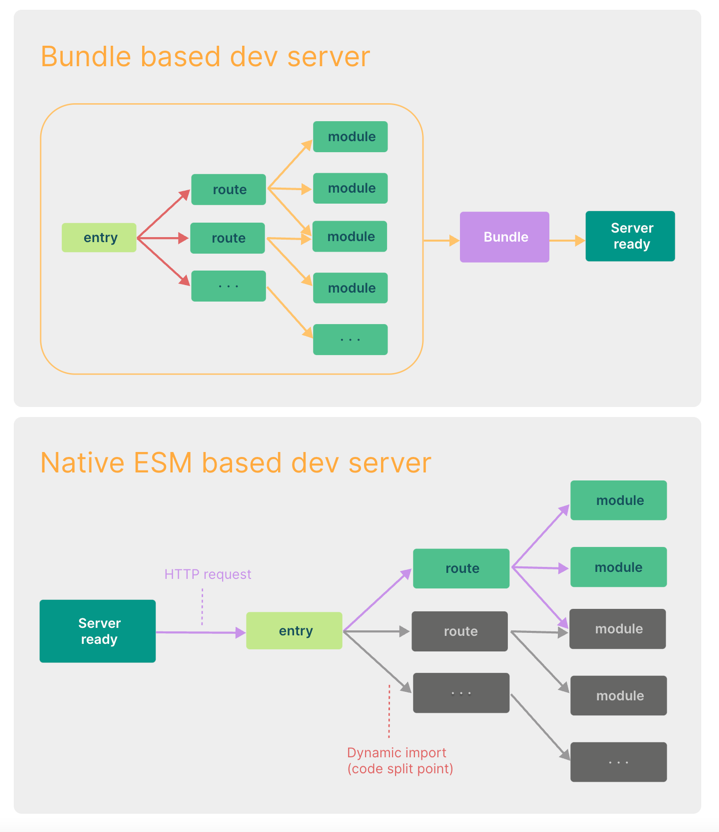 Bundle based dev server
module
route
module
entry
route
module
Bundle
Server
ready
. . .
module
. . .
Native ESM based dev server
module
HTTP request
route
module
Server
ready
entry
route
module
. . .
module
Dynamic import
(code split point)
. . .